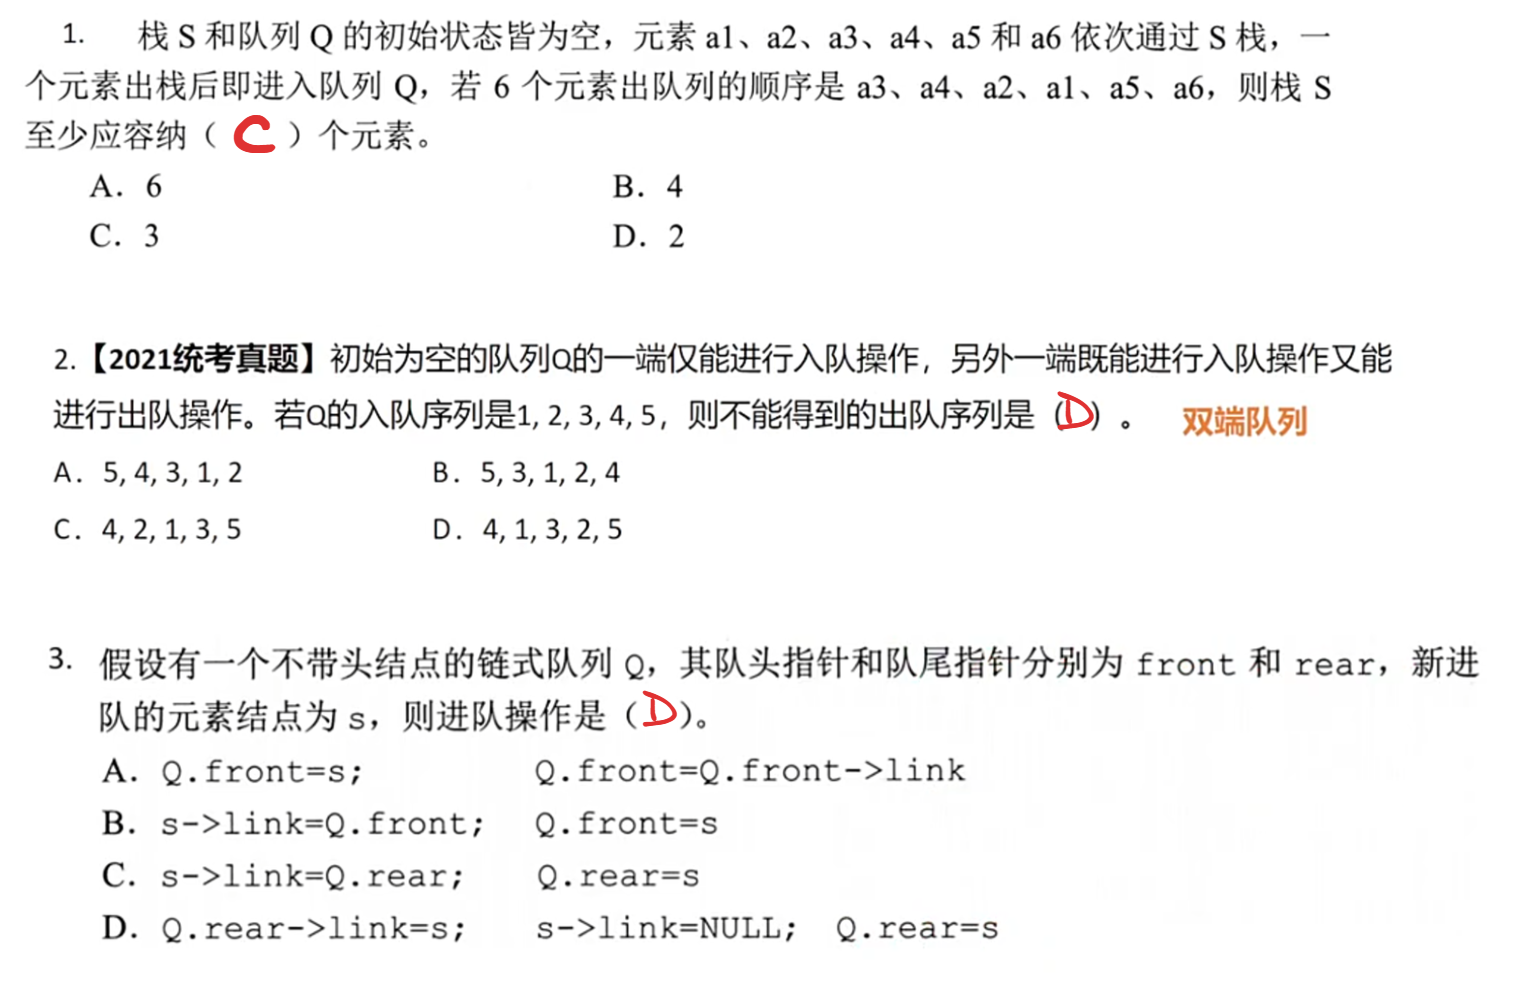 1. 栈 S 和队列 Q 的初始状态皆为空，元素 a1、a2、a3、a4、a5 和 a6 依次通过 S 栈，一
个元素出栈后即进入队列 Q，若 6 个元素出队列的顺序是 a3、a4、a2、a1、a5、a6，则栈 S
至少应容纳（ C ）个元素。
A. 6 B. 4
C. 3 D. 2
2.【2021统考真题】初始为空的队列Q的一端仅能进行入队操作，另外一端既能进行入队操作又能
进行出队操作。若Q的入队序列是1, 2, 3, 4, 5，则不能得到的出队序列是（D）。 双端队列
A. 5, 4, 3, 1, 2 B. 5, 3, 1, 2, 4
C. 4, 2, 1, 3, 5 D. 4, 1, 3, 2, 5
3. 假设有一个不带头结点的链式队列 Q，其队头指针和队尾指针分别为 front 和 rear，新进
队的元素结点为 s，则进队操作是（D）。
A. Q.front=s; Q.front=Q.front->link
B. s->link=Q.front; Q.front=s
C. s->link=Q.rear; Q.rear=s
D. Q.rear->link=s; s->link=NULL; Q.rear=s